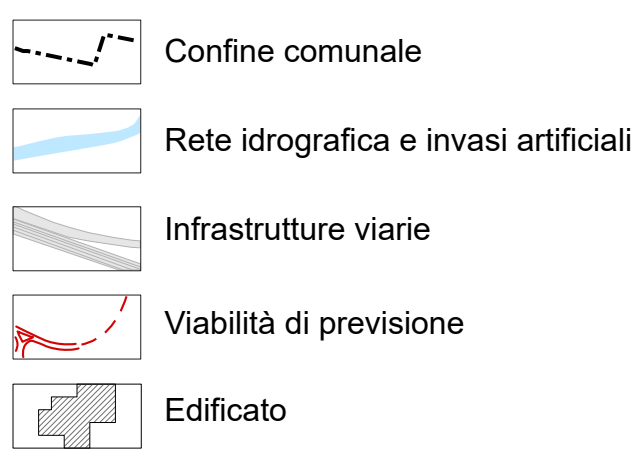 Confine comunale
Rete idrografica e invasi artificiali
Infrastrutture viarie
Viabilità di previsione
Edificato